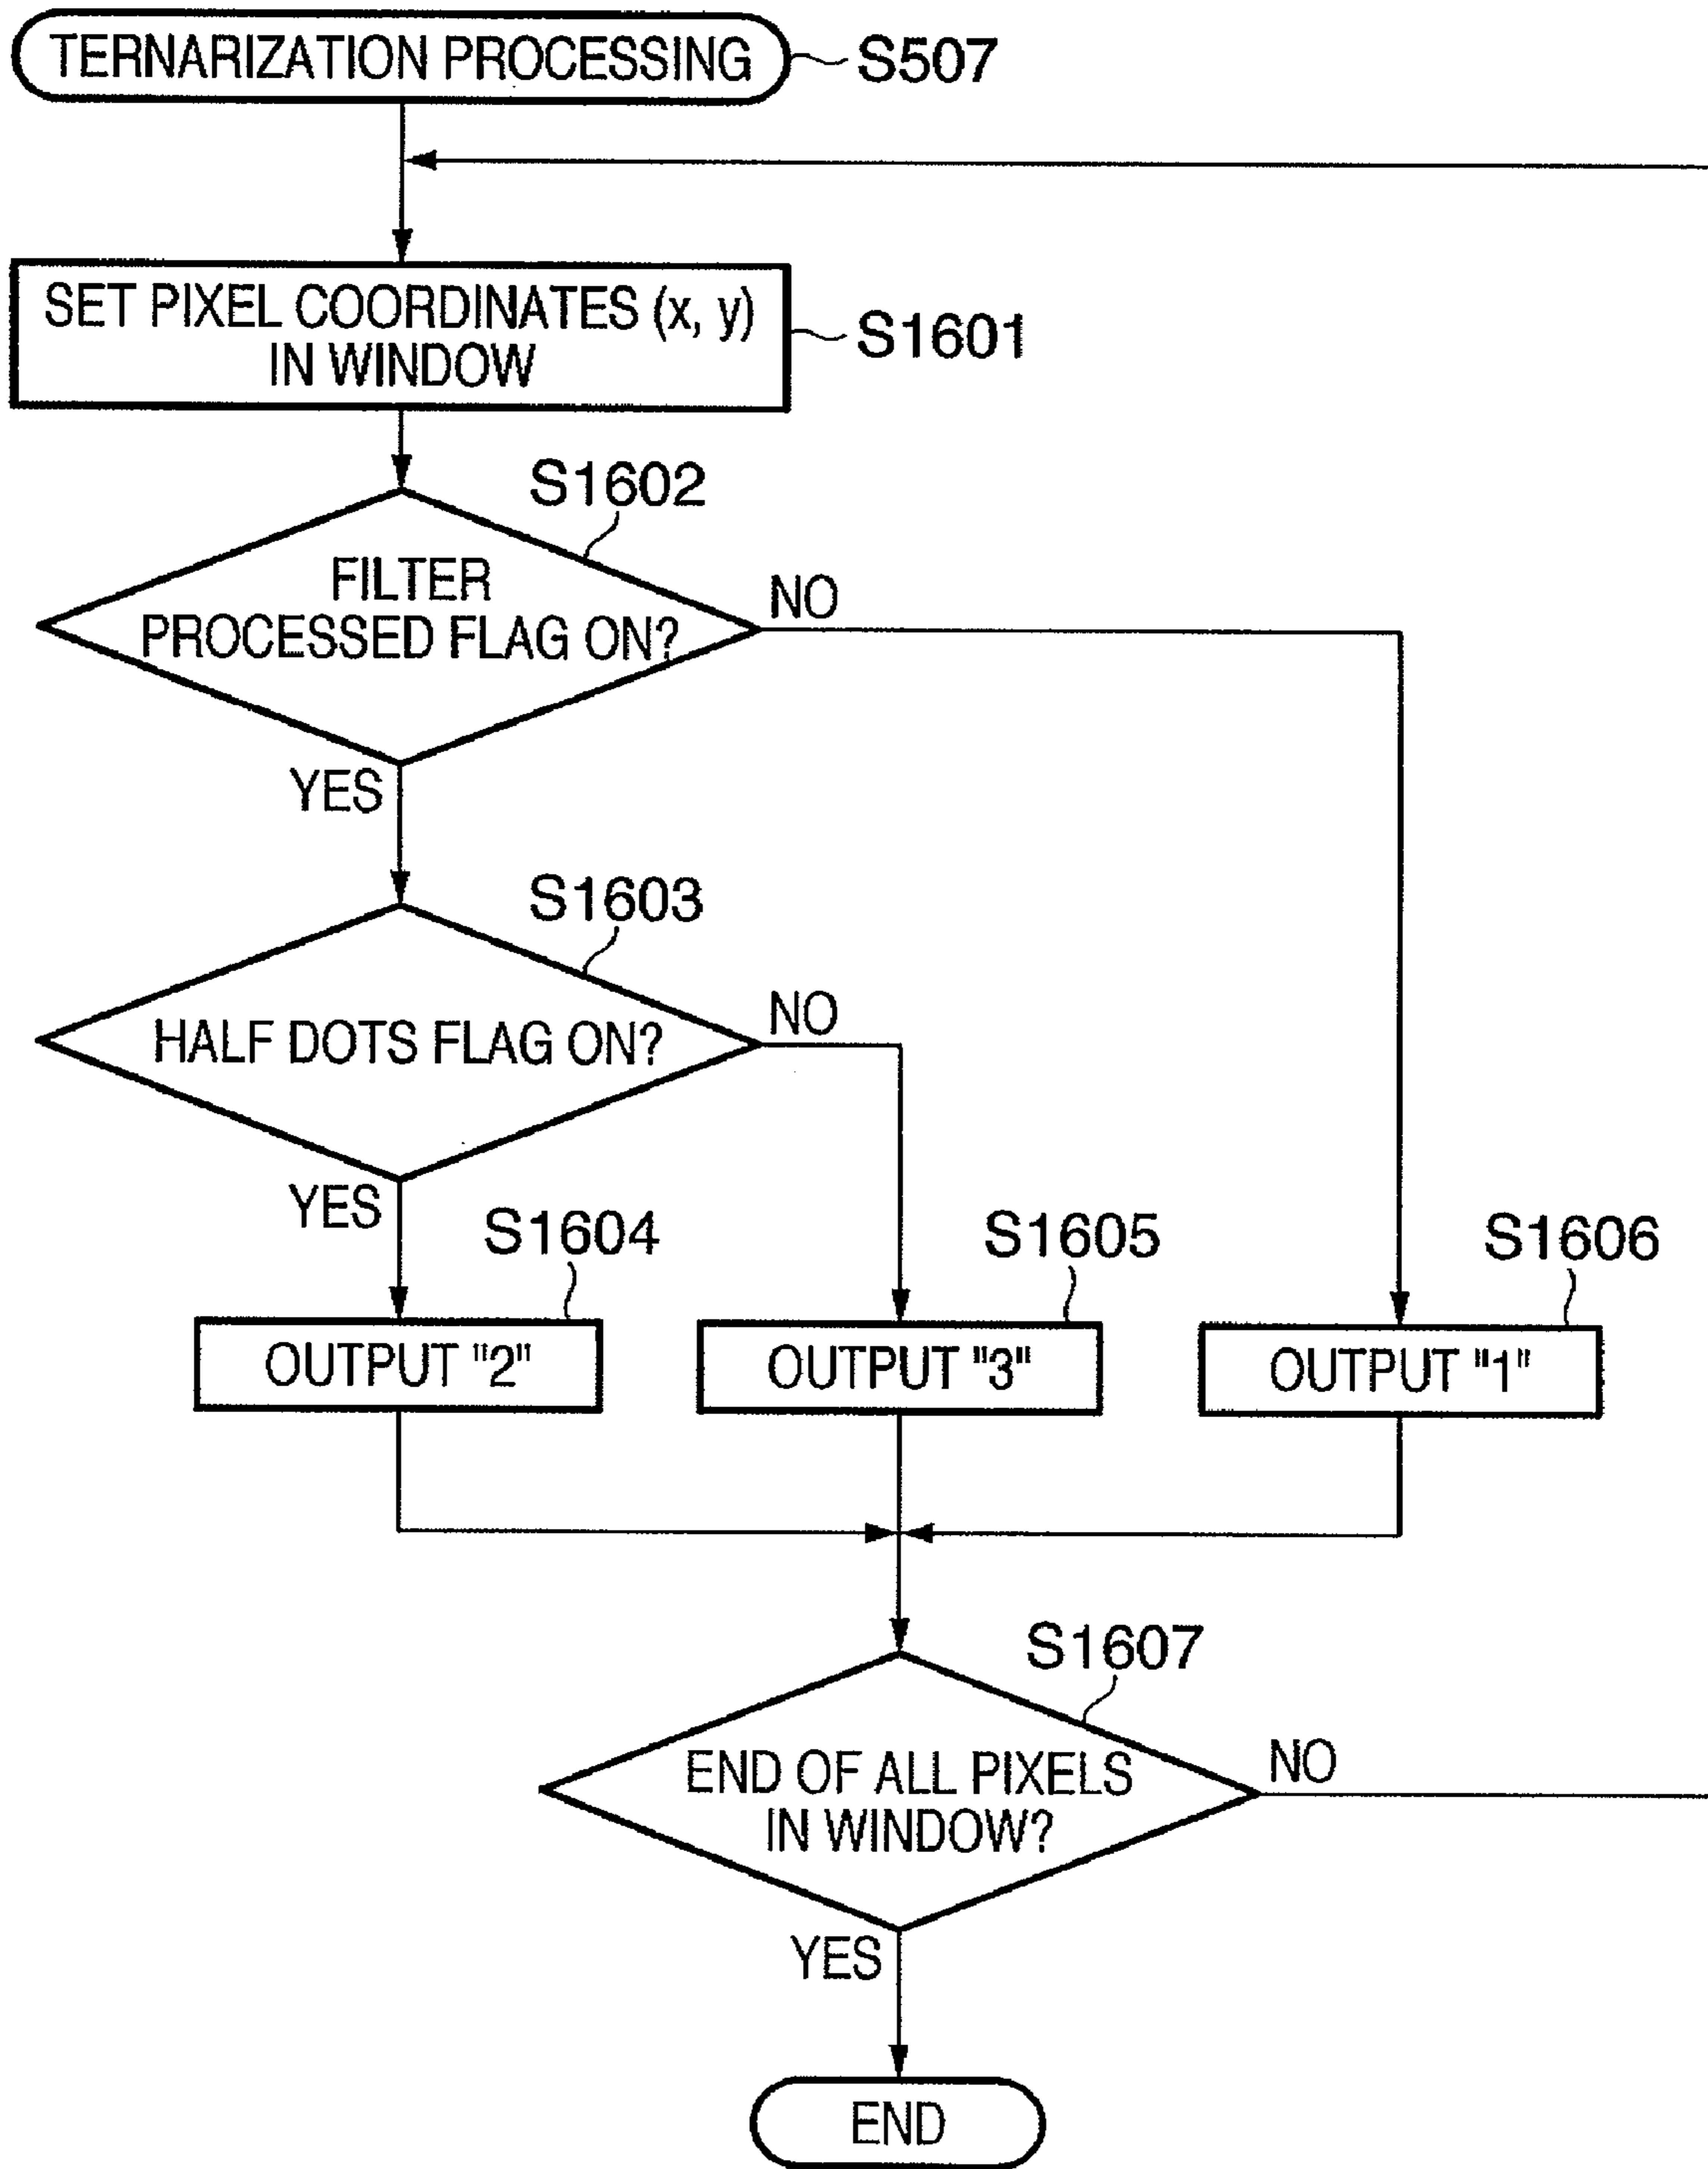 TERNARIZATION PROCESSING
S507
SET PIXEL COORDINATES (x, y)
IN WINDOW
S1601
S1602
FILTER
PROCESSED FLAG ON?
NO
YES
S1603
HALF DOTS FLAG ON?
NO
YES
S1604
S1605
S1606
OUTPUT "2"
OUTPUT "3"
OUTPUT "1"
S1607
END OF ALL PIXELS
IN WINDOW?
NO
YES
END